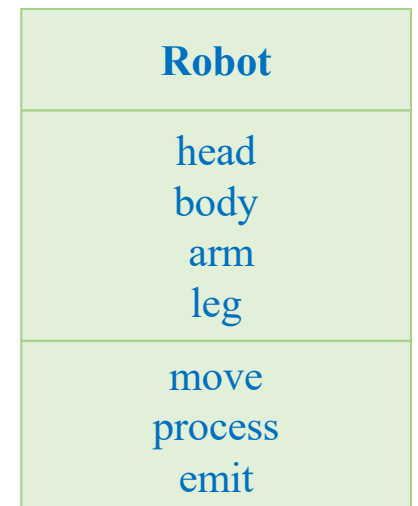 Robot
head
body
arm
leg
move
process
emit